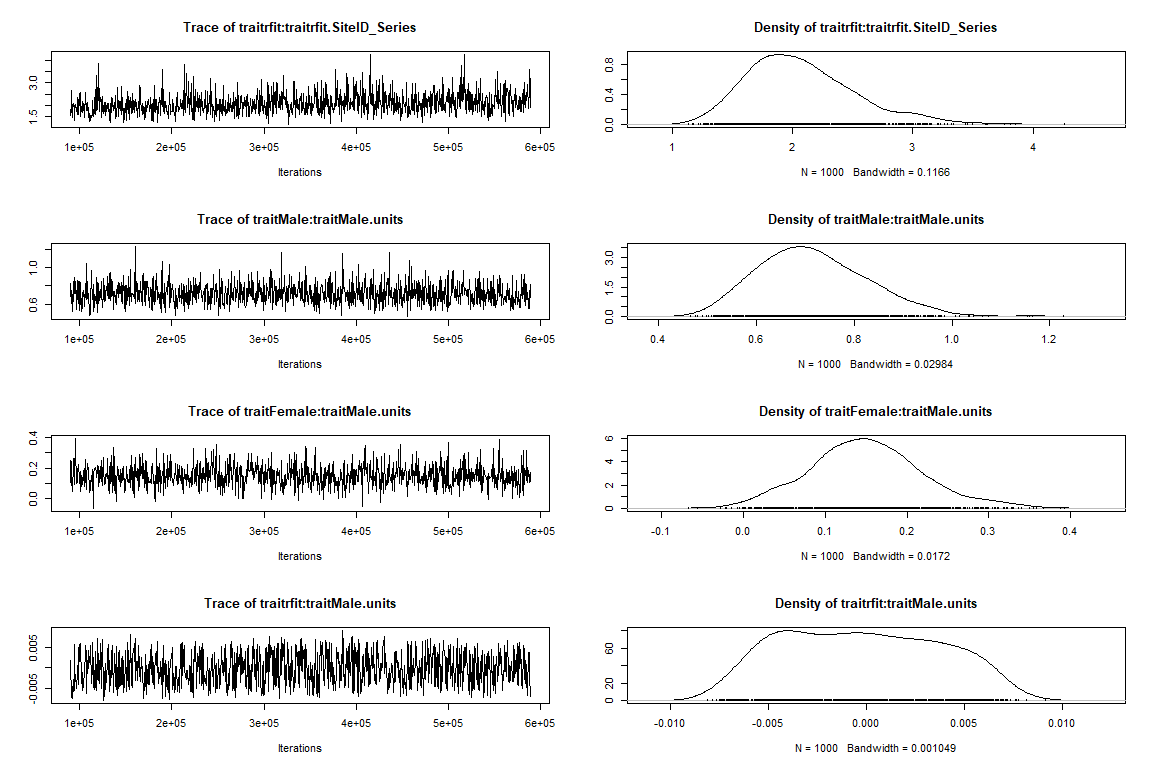 Trace of traitrfit:traitrfit.SiteID_Series
3.0
1.5
1e+05 2e+05 3e+05 4e+05 5e+05 6e+05
Iterations
Density of traitrfit:traitrfit.SiteID_Series
0.8
0.4
0.0
1 2 3 4
N = 1000 Bandwidth = 0.1166
Trace of traitMale:traitMale.units
1.0
0.6
1e+05 2e+05 3e+05 4e+05 5e+05 6e+05
Iterations
Density of traitMale:traitMale.units
3.0
1.5
0.0
0.4 0.6 0.8 1.0 1.2
N = 1000 Bandwidth = 0.02984
Trace of traitFemale:traitMale.units
0.4
0.2
0.0
1e+05 2e+05 3e+05 4e+05 5e+05 6e+05
Iterations
Density of traitFemale:traitMale.units
6
4
2
0
-0.1 0.0 0.1 0.2 0.3 0.4
N = 1000 Bandwidth = 0.0172
Trace of traitrfit:traitMale.units
0.005
-0.005
1e+05 2e+05 3e+05 4e+05 5e+05 6e+05
Iterations
Density of traitrfit:traitMale.units
60
20
0
-0.010 -0.005 0.000 0.005 0.010
N = 1000 Bandwidth = 0.001049